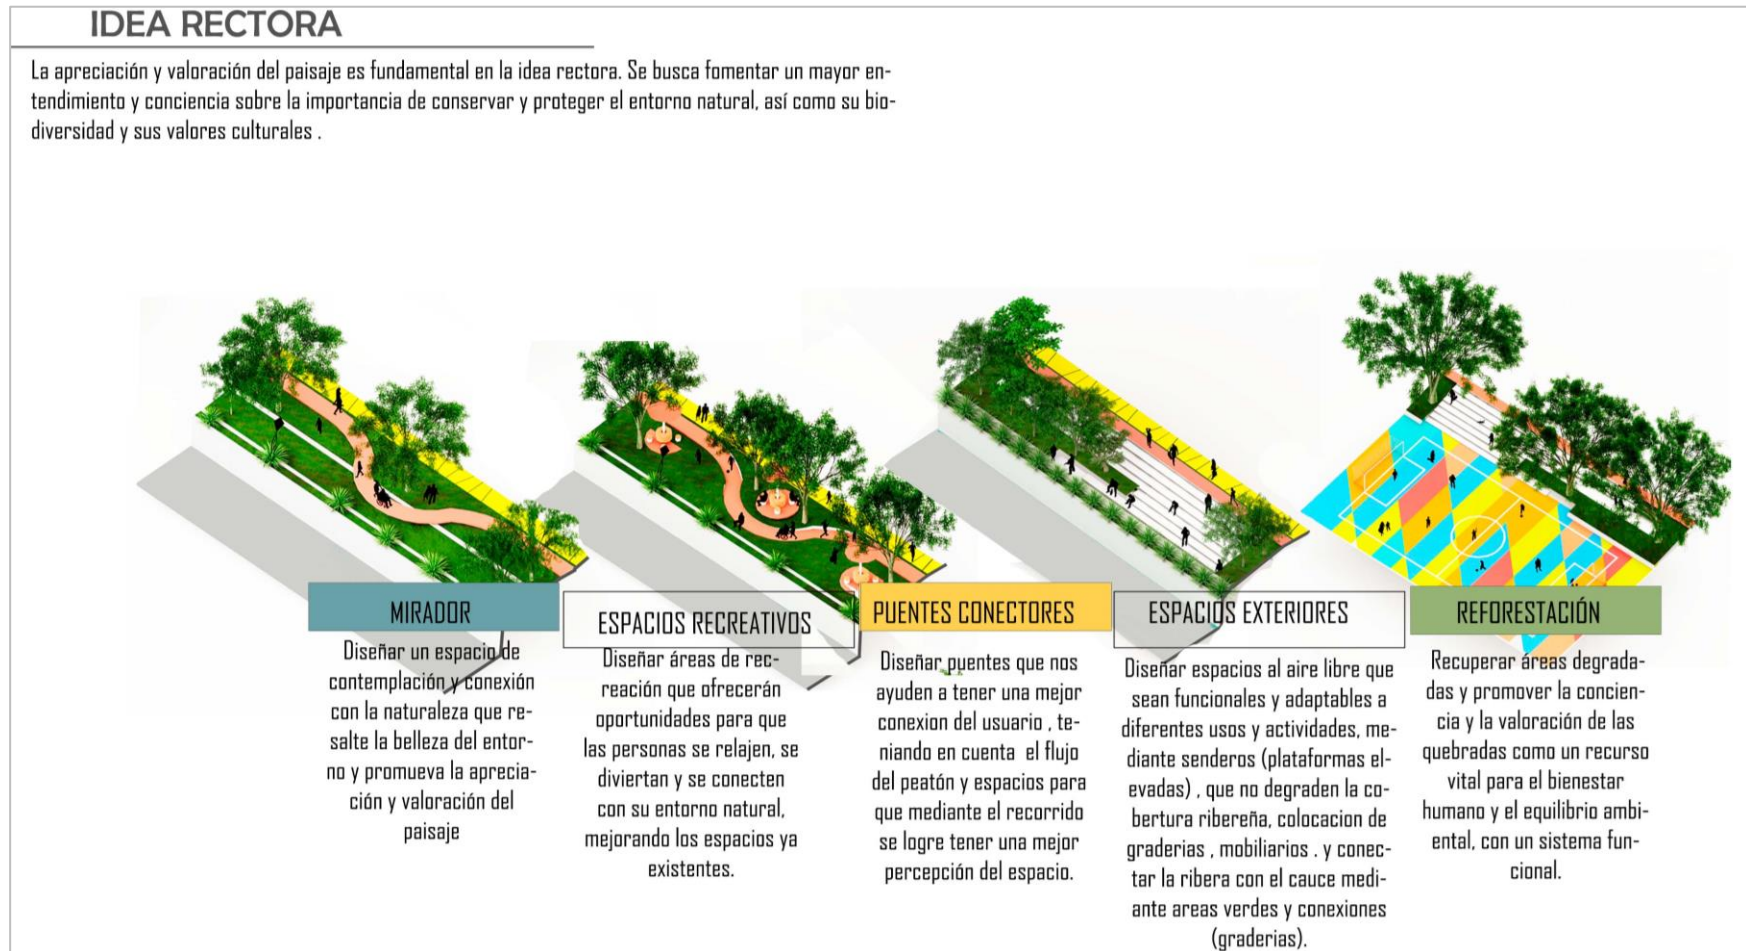 IDEA RECTORA
La apreciación y valoración del paisaje es fundamental en la idea rectora. Se busca fomentar un mayor en-
tendimiento y conciencia sobre la importancia de conservar y proteger el entorno natural, así como su bio-
diversidad y sus valores culturales .
MIRADOR
Diseñar un espacio de
contemplación y conexión
con la naturaleza que re-
salte la belleza del entor-
no y promueva la aprecia-
ción y valoración del
paisaje
ESPACIOS RECREATIVOS
Diseñar áreas de rec-
reación que ofrecerán
oportunidades para que
las personas se relajen, se
diviertan y se conecten
con su entorno natural,
mejorando los espacios ya
existentes.
PUENTES CONECTORES
Diseñar puentes que nos
ayuden a tener una mejor
conexion del usuario , te-
niando en cuenta el flujo
del peatón y espacios para
que mediante el recorrido
se logre tener una mejor
percepción del espacio.
ESPACIOS EXTERIORES
Diseñar espacios al aire libre que
sean funcionales y adaptables a
diferentes usos y actividades, me-
diante senderos (plataformas el-
evadas) , que no degraden la co-
bertura ribereña, colocacion de
graderias , mobiliarios . y conec-
tar la ribera con el cauce medi-
ante areas verdes y conexiones
(graderias).
REFORESTACIÓN
Recuperar áreas degrada-
das y promover la concien-
cia y la valoración de las
quebradas como un recurso
vital para el bienestar
humano y el equilibrio ambi-
ental, con un sistema fun-
cional.